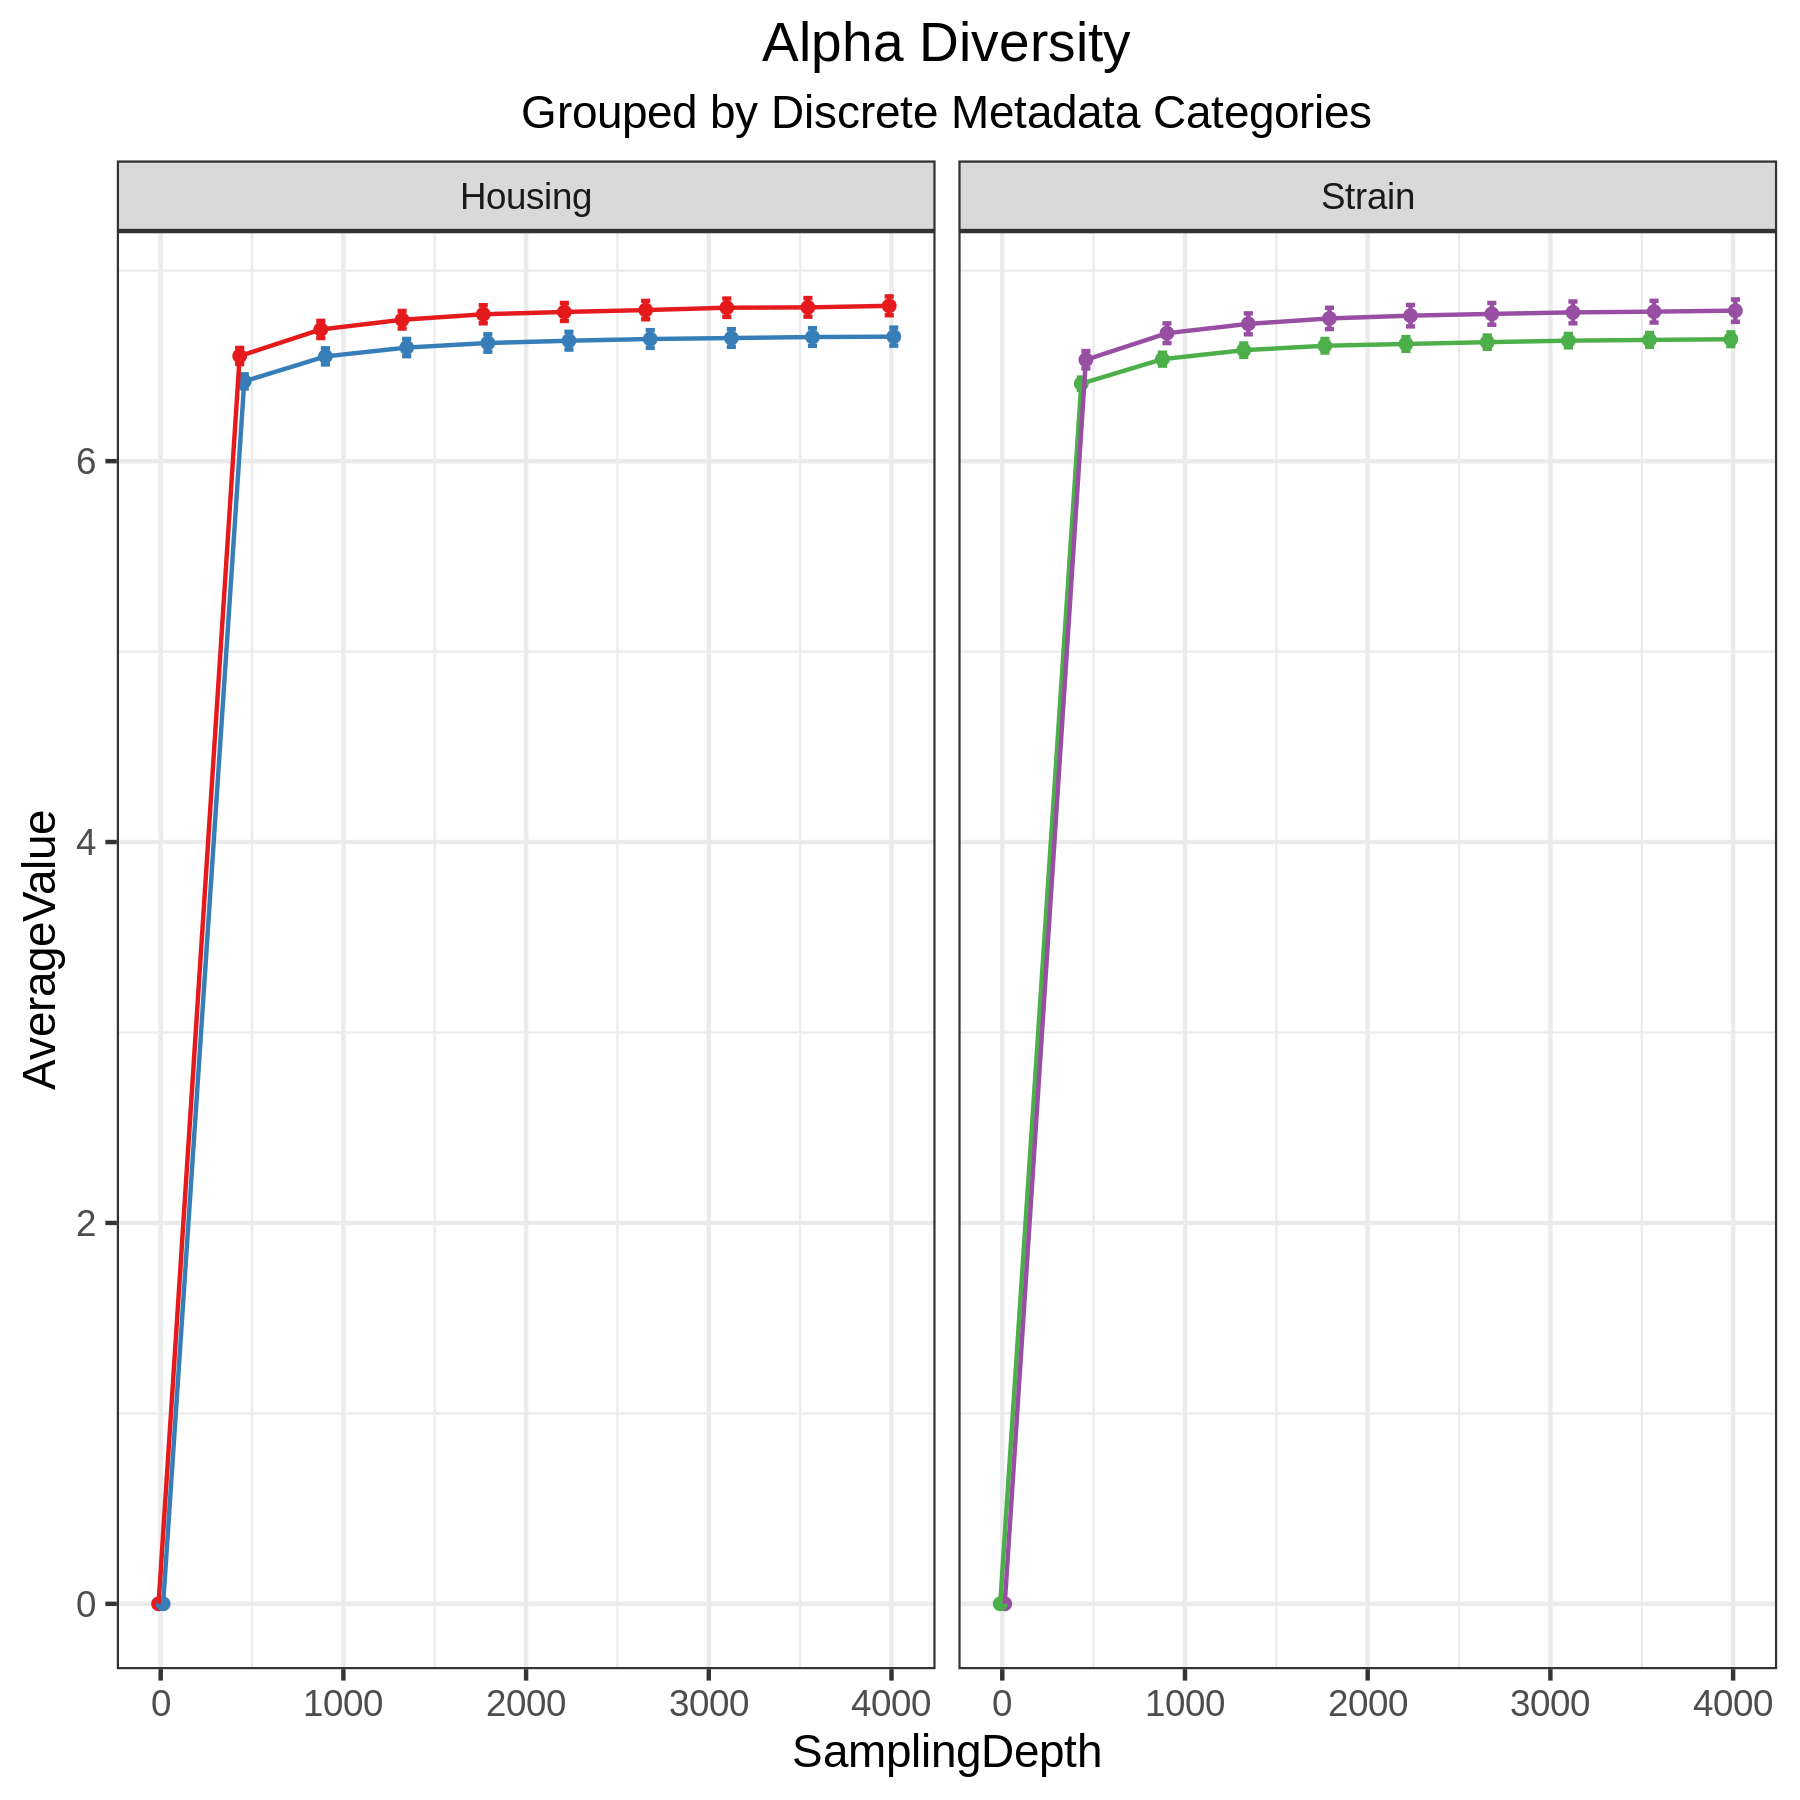 Alpha Diversity
Grouped by Discrete Metadata Categories
Housing
Strain
6
4
2
0
AverageValue
0 1000 2000 3000 4000
0 1000 2000 3000 4000
SamplingDepth